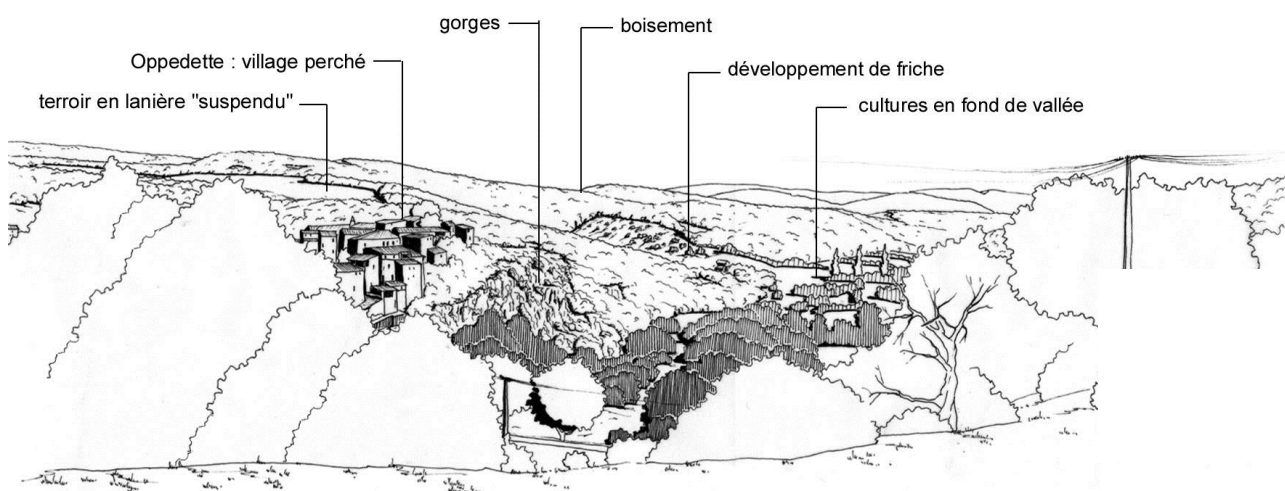 gorges
boisement
Oppedette : village perché
développement de friche
terroir en lanière "suspendu"
cultures en fond de vallée